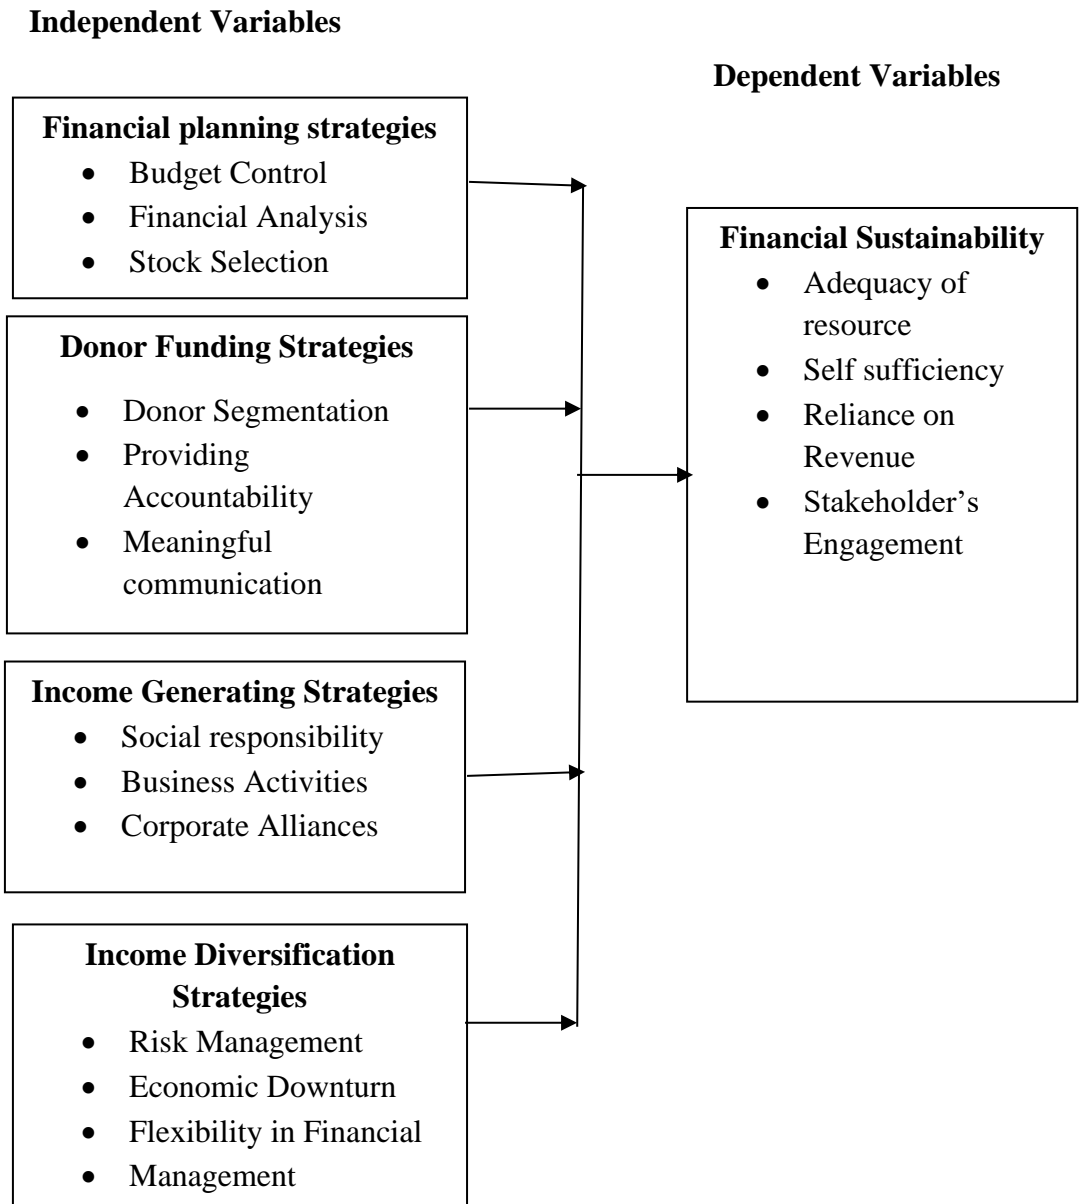 Independent Variables
Dependent Variables
Financial planning strategies
• Budget Control
• Financial Analysis
• Stock Selection
Donor Funding Strategies
• Donor Segmentation
• Providing
Accountability
• Meaningful
communication
Income Generating Strategies
• Social responsibility
• Business Activities
• Corporate Alliances
Income Diversification
Strategies
• Risk Management
• Economic Downturn
• Flexibility in Financial
• Management
Financial Sustainability
• Adequacy of
resource
• Self sufficiency
• Reliance on
Revenue
• Stakeholder’s
Engagement